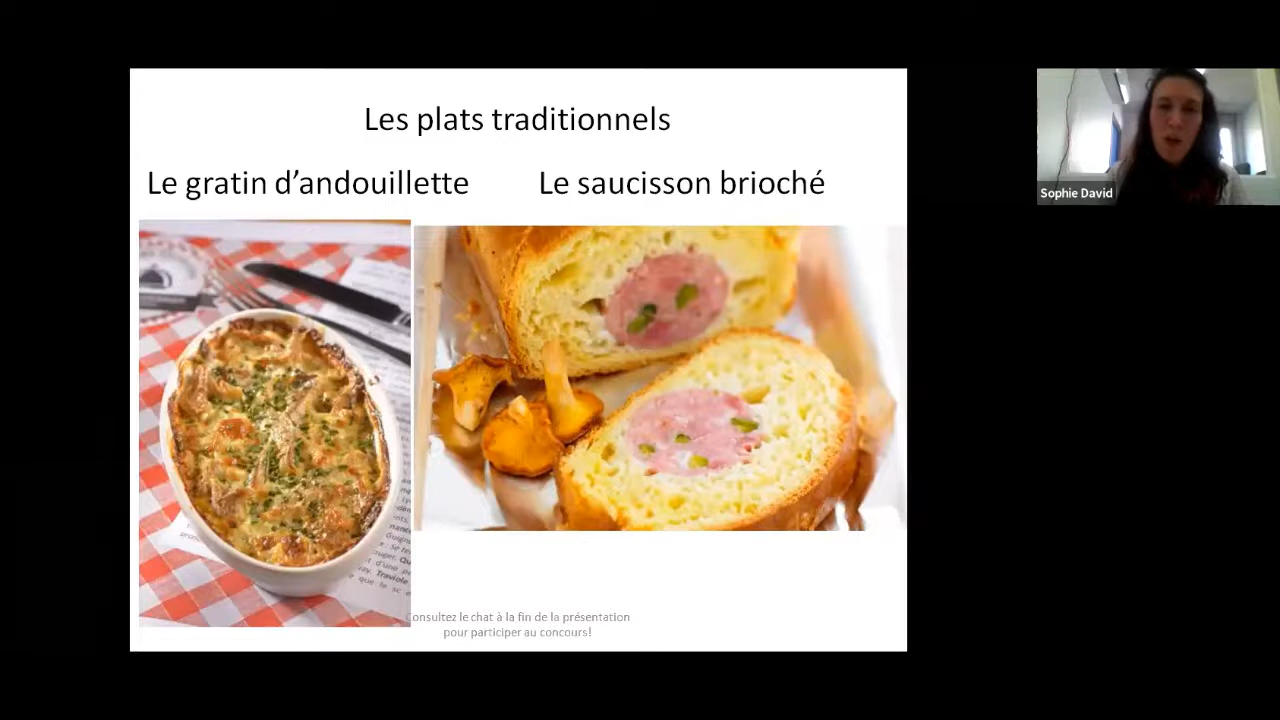 Les plats traditionnels
Le gratin d'andouillette
Le saucisson brioché
Sophie David
Consultez le chat à la fin de la présentation
pour participer au concours!